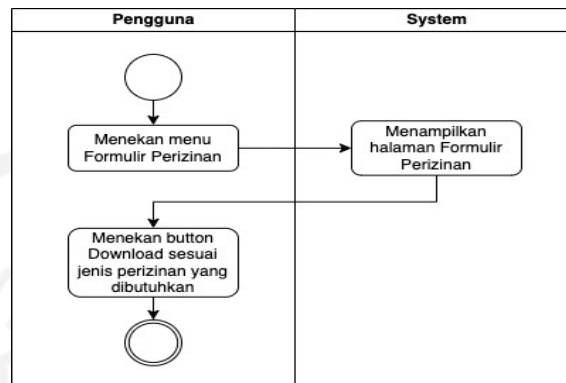 Pengguna
System
Menekan menu
Formulir Perizinan
Menampilkan
halaman Formulir
Perizinan
Menekan button
Download sesuai
jenis perizinan yang
dibutuhkan